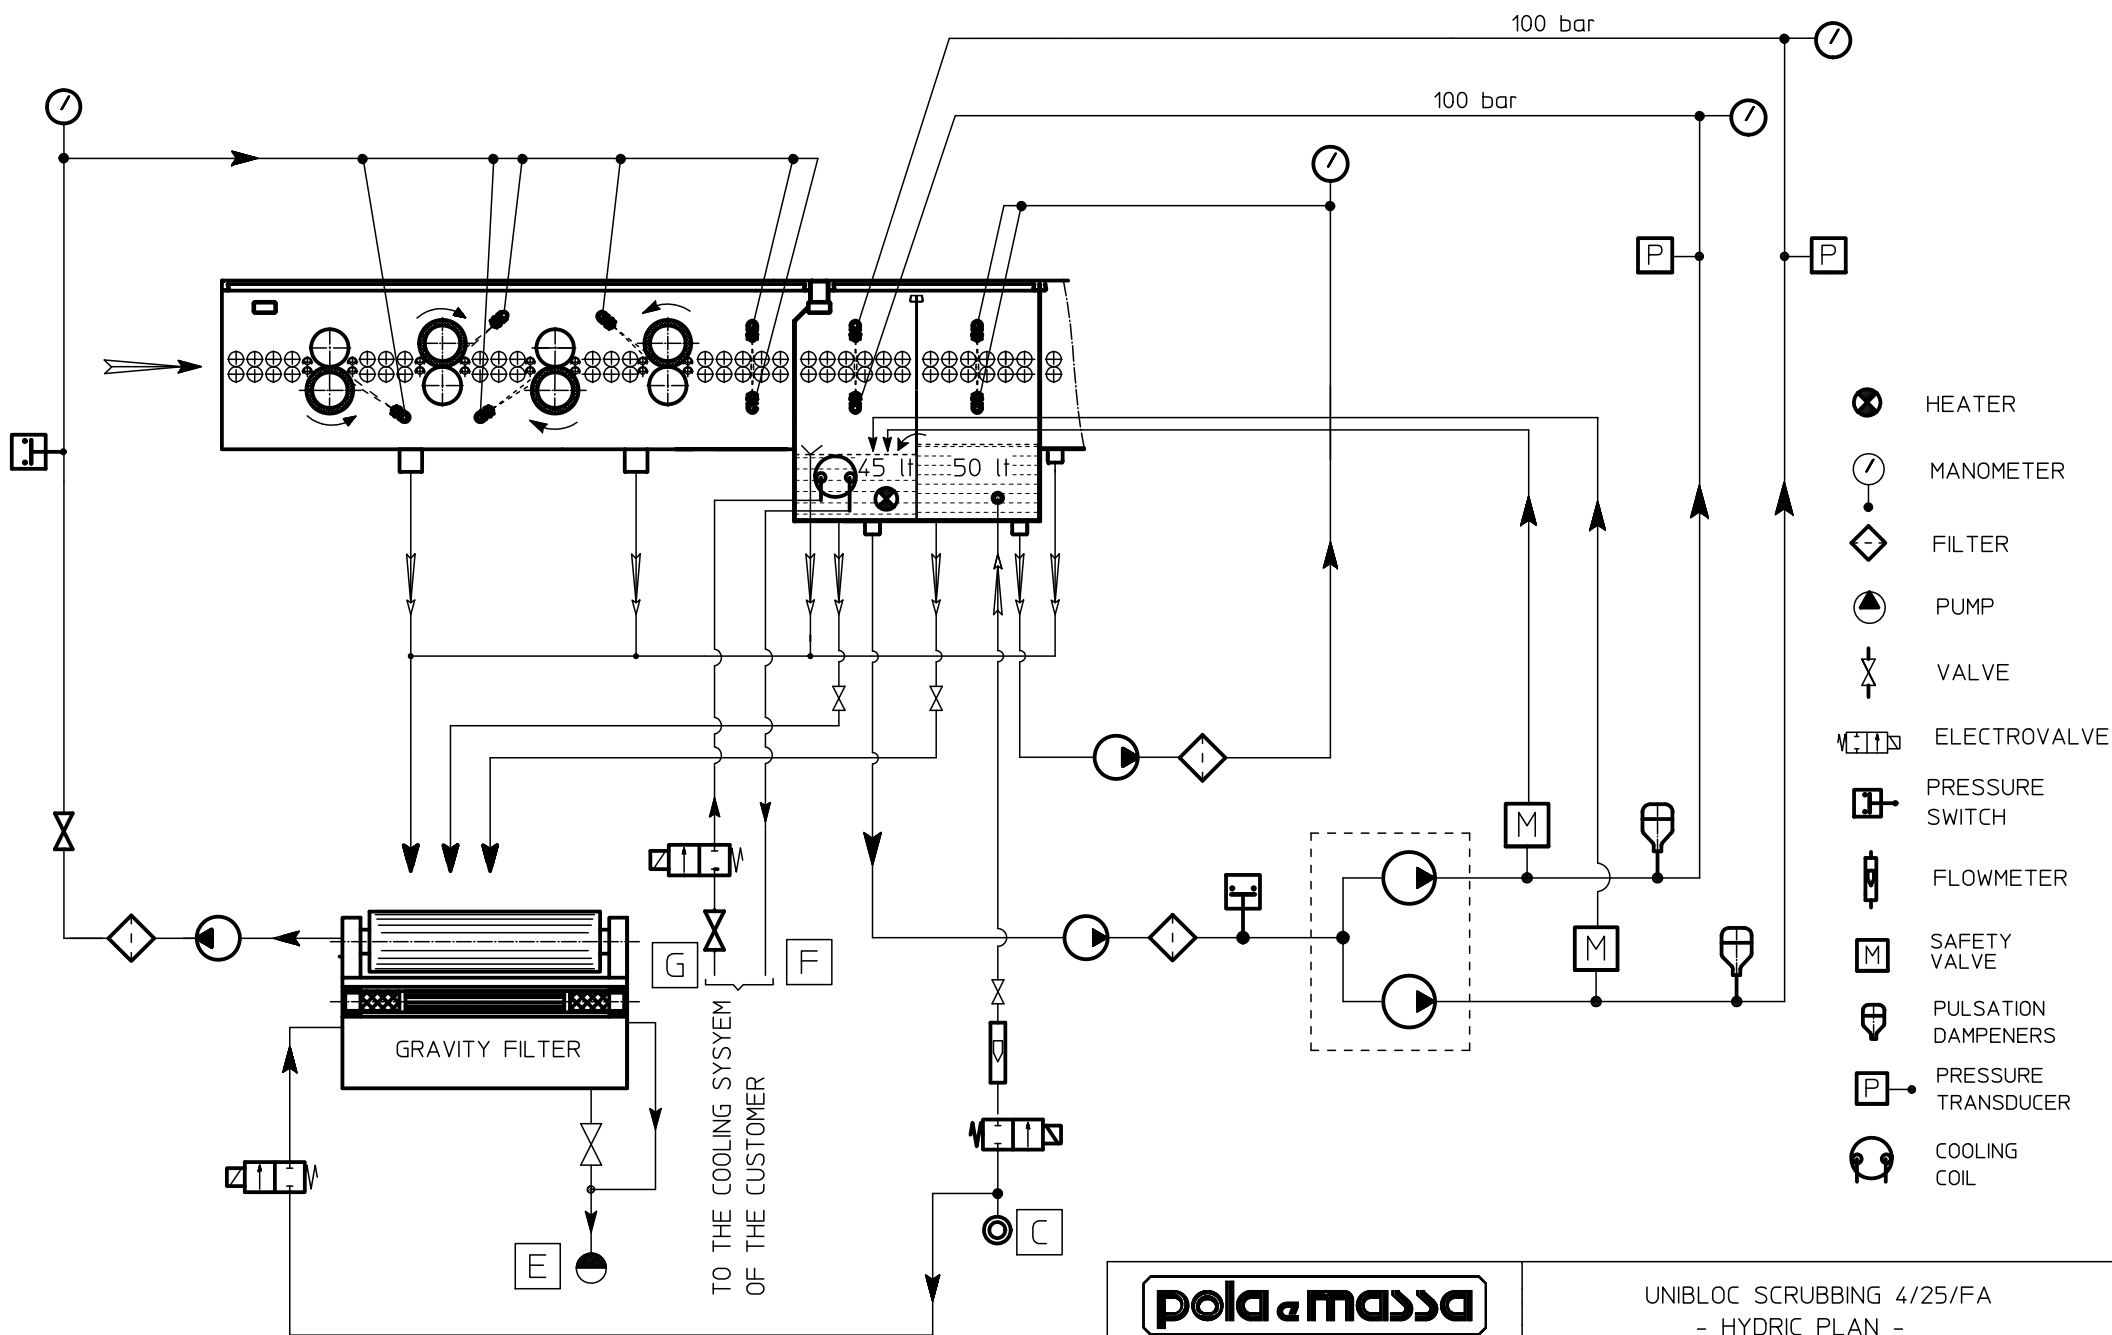 100 bar
100 bar
P
P
45 lt
50 lt
HEATER
MANOMETER
FILTER
PUMP
VALVE
ELECTROVALVE
PRESSURE
SWITCH
FLOWMETER
M
SAFETY
VALVE
PULSATION
DAMPENERS
P
PRESSURE
TRANSDUCER
COOLING
COIL
M
M
G
F
GRAVITY FILTER
TO THE COOLING SYSYEM
OF THE CUSTOMER
C
E
pola e massa
UNIBLOC SCRUBBING 4/25/FA
- HYDRIC PLAN -